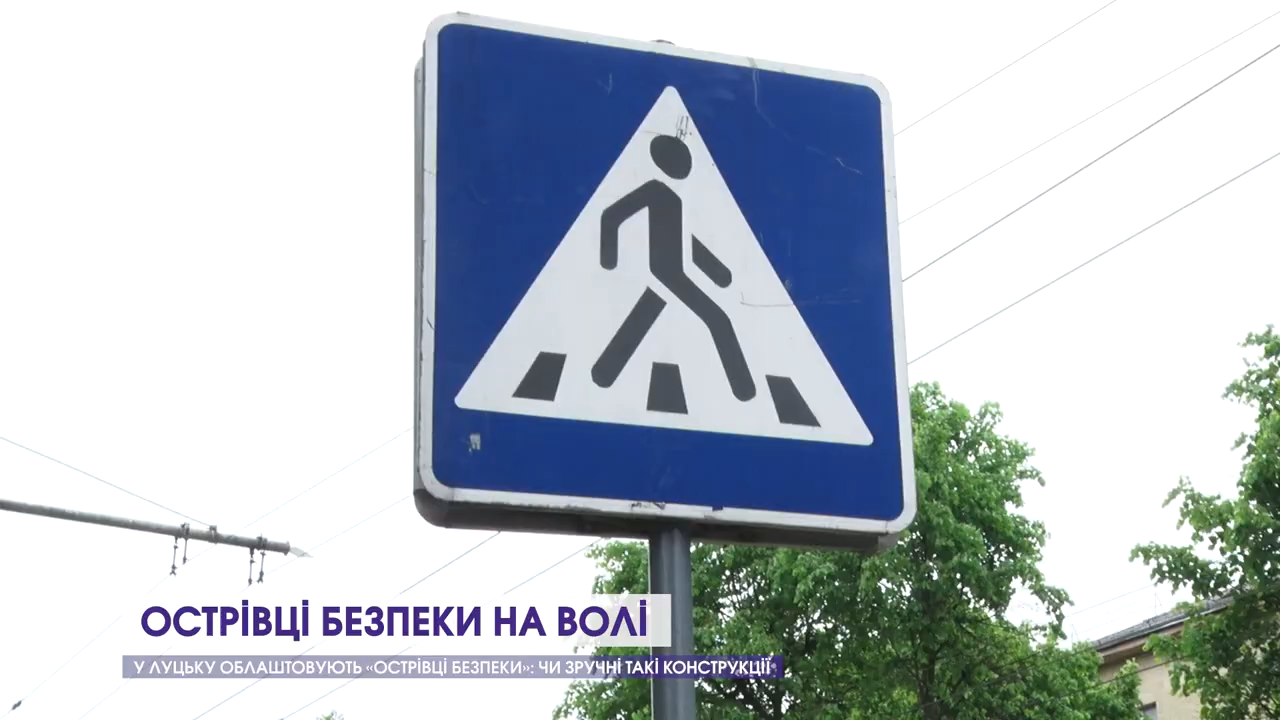 ОСТРІВЦІ БЕЗПЕКИ НА ВОЛІ
У ЛУЦЬКУ ОБЛАШТОВУЮТЬ «ОСТРІВЦІ БЕЗПЕКИ»: ЧИ ЗРУЧНІ ТАКІ КОНСТРУКЦІЇ